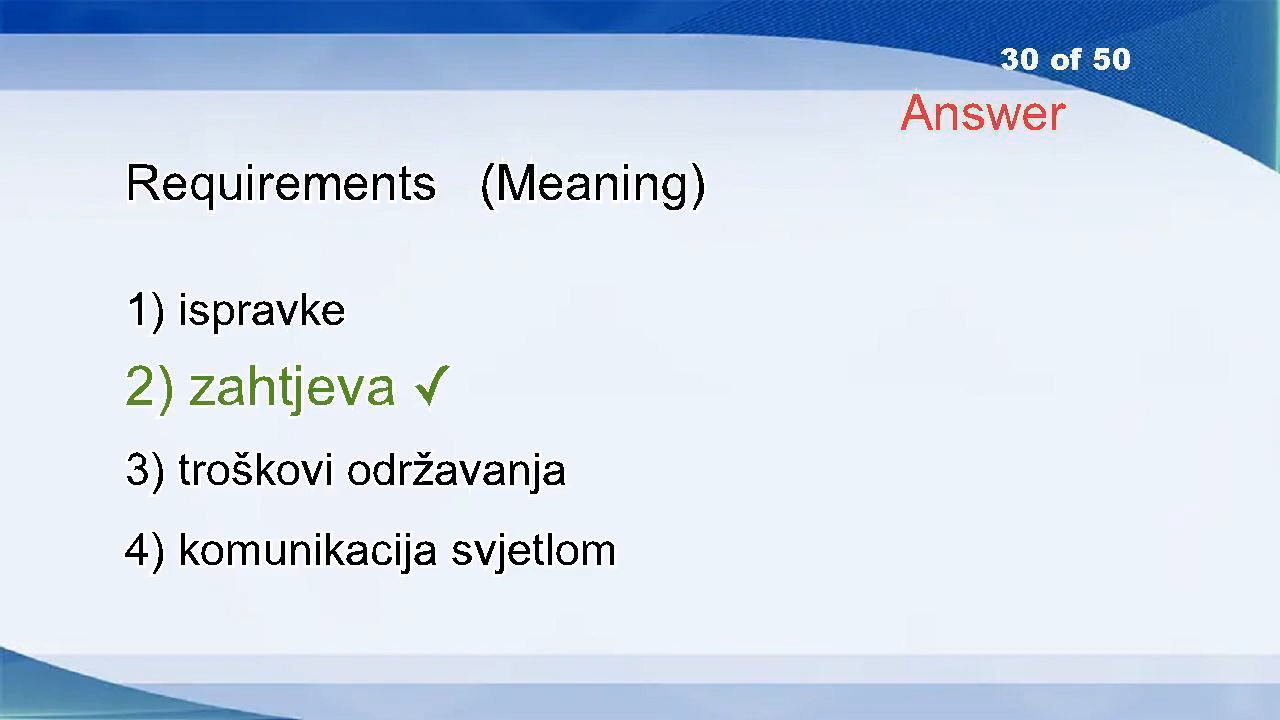 30 of 50
Answer
Requirements (Meaning)
1) ispravke
2) zahtjeva ✓
3) troškovi održavanja
4) komunikacija svjetlom